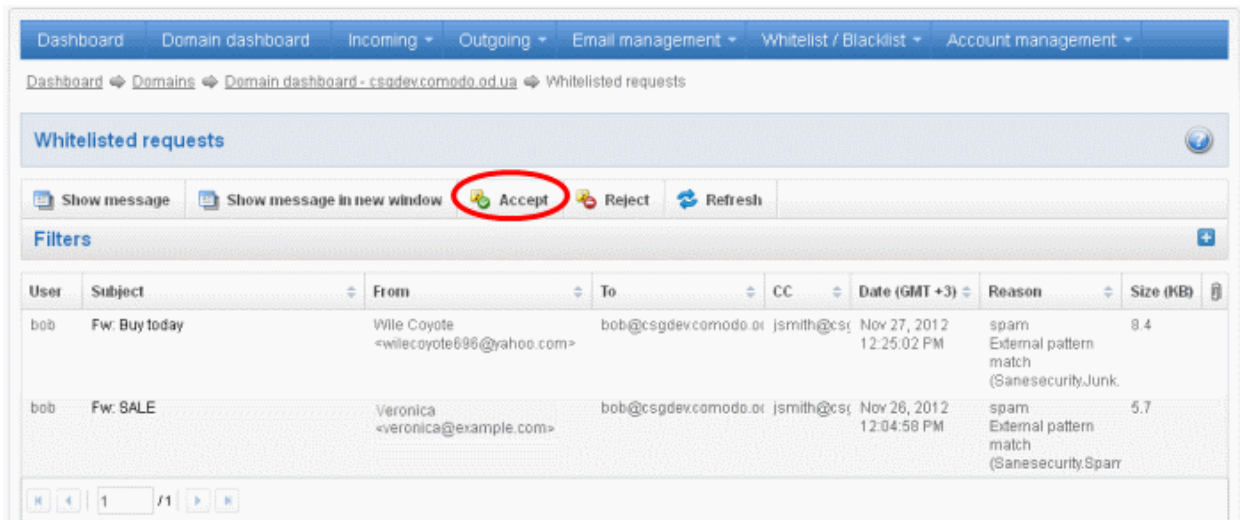 Dashboard Domain dashboard Incoming Outgoing Email management Whitelist / Blacklist Account management
Dashboard Domains Domain dashboard - csgdev.comodo.od.ua Whitelisted requests
Whitelisted requests
Show message Show message in new window Accept Reject Refresh
Filters
User Subject From To CC Date (GMT +3) Reason Size (KB)
bob Fw: Buy today Wile Coyote bob@csgdev.comodo.o jsmith@csg Nov 27, 2012 spam 8.4
<wilecoyote696@yahoo.com> 12:25:02 PM External pattern
match
(Sanesecurity.Junk.
bob Fw: SALE Veronica bob@csgdev.comodo.o jsmith@csg Nov 26, 2012 spam 5.7
<veronica@example.com> 12:04:58 PM External pattern
match
(Sanesecurity.Spam
1 /1